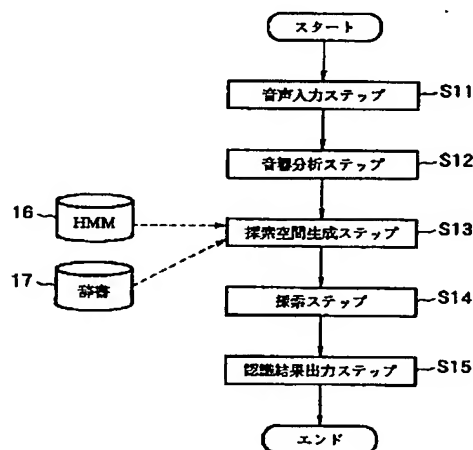 スタート
音声入力ステップ
S11
音響分析ステップ
S12
16
HMM
探索空間生成ステップ
S13
17
辞書
探索ステップ
S14
認識結果出力ステップ
S15
エンド